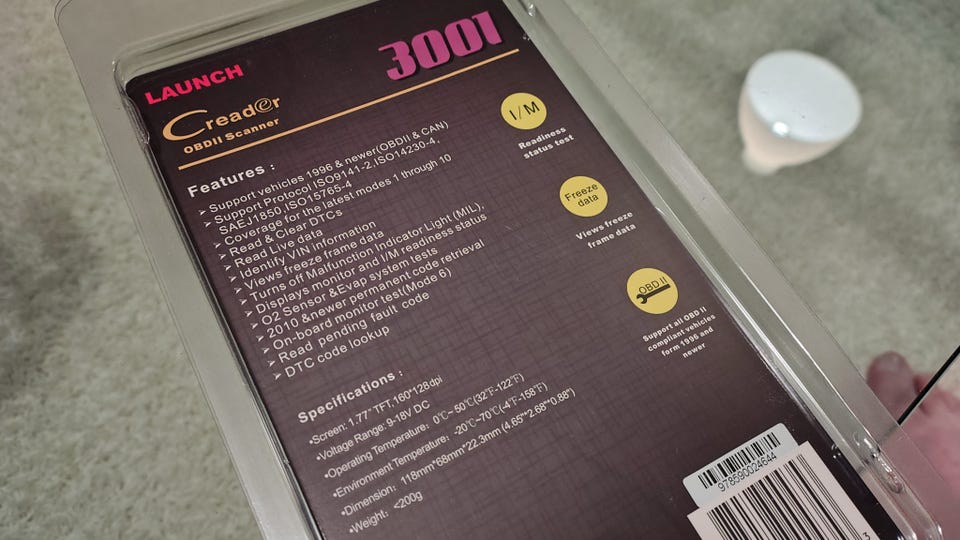 LAUNCH
3001
Creader
OBDII Scanner
Features :
➢ Support vehicles 1996 & newer(OBDII & CAN)
➢ Support Protocol ISO9141-2,ISO14230-4,
SAEJ1850,ISO15765-4
➢ Coverage for the latest modes 1 through 10
➢ Read & Clear DTCs
➢ Read Live data
➢ Identify VIN information
➢ Views freeze frame data
➢ Turns off Malfunction Indicator Light (MIL),
➢ Displays monitor and I/M readiness status
➢ O2 Sensor &Evap system tests
➢ 2010 &newer permanent code retrieval
➢ On-board monitor test(Mode 6)
➢ Read pending fault code
➢ DTC code lookup
I/M
Readiness
status test
Freeze
data
Views freeze
frame data
OBD II
Support all OBD II
compliant vehicles
form 1996 and
newer
Specifications :
•Screen: 1.77" TFT,160*128dpi
•Voltage Range: 9-18V DC
•Operating Temperature: 0℃~50℃(32℉-122℉)
•Environment Temperature: -20℃~70℃(-4℉-158℉)
•Dimension: 118mm*68mm*22.3mm (4.65"*2.68"*0.88")
•Weight: <200g
978590024644
3